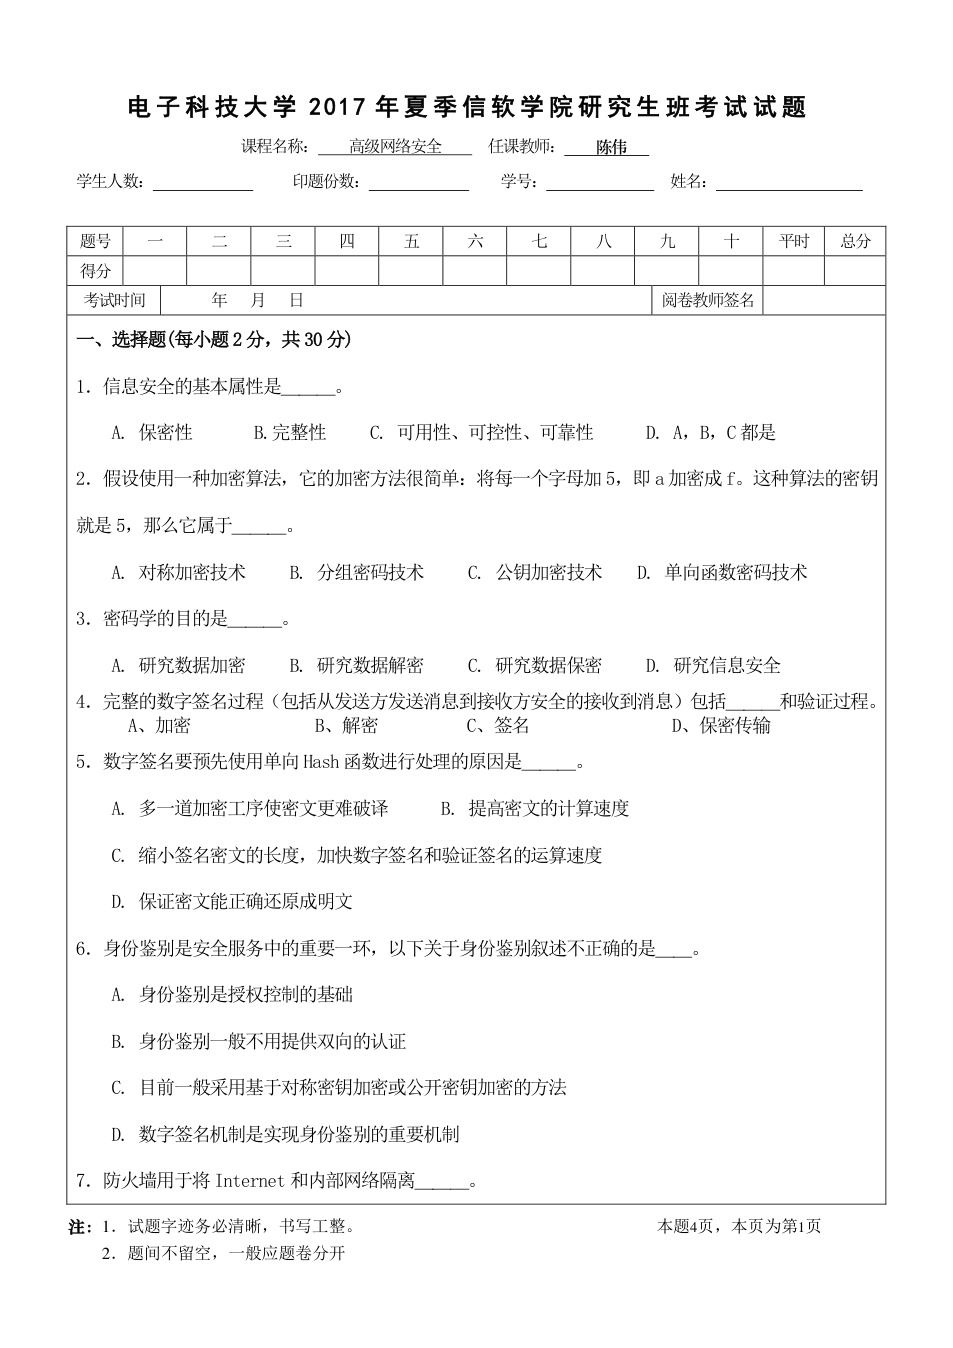 电子科技大学 2017 年夏季信软学院研究生班考试试题
课程名称: 高级网络安全 任课教师: 陈伟
学生人数: 印题份数: 学号: 姓名:
题号 一 二 三 四 五 六 七 八 九 十 平时 总分
得分
考试时间 年 月 日 阅卷教师签名
一、选择题(每小题 2 分，共 30 分)
1．信息安全的基本属性是______。
A. 保密性 B.完整性 C. 可用性、可控性、可靠性 D. A，B，C 都是
2．假设使用一种加密算法，它的加密方法很简单：将每一个字母加 5，即 a 加密成 f。这种算法的密钥
就是 5，那么它属于______。
A. 对称加密技术 B. 分组密码技术 C. 公钥加密技术 D. 单向函数密码技术
3．密码学的目的是______。
A. 研究数据加密 B. 研究数据解密 C. 研究数据保密 D. 研究信息安全
4．完整的数字签名过程（包括从发送方发送消息到接收方安全的接收到消息）包括______和验证过程。
A、加密 B、解密 C、签名 D、保密传输
5．数字签名要预先使用单向 Hash 函数进行处理的原因是______。
A. 多一道加密工序使密文更难破译 B. 提高密文的计算速度
C. 缩小签名密文的长度，加快数字签名和验证签名的运算速度
D. 保证密文能正确还原成明文
6．身份鉴别是安全服务中的重要一环，以下关于身份鉴别叙述不正确的是____。
A. 身份鉴别是授权控制的基础
B. 身份鉴别一般不用提供双向的认证
C. 目前一般采用基于对称密钥加密或公开密钥加密的方法
D. 数字签名机制是实现身份鉴别的重要机制
7．防火墙用于将 Internet 和内部网络隔离______。
注：1．试题字迹务必清晰，书写工整。 本题4页，本页为第1页
2．题间不留空，一般应题卷分开